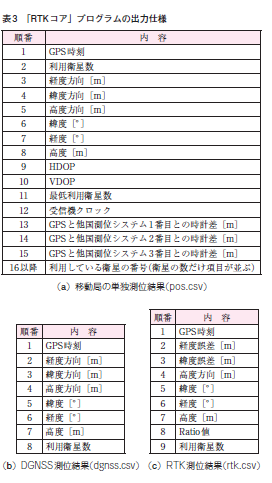 表3 「RTKコア」プログラムの出力仕様
順番 内 容
1 GPS時刻
2 利用衛星数
3 経度方向[m]
4 緯度方向[m]
5 高度方向[m]
6 緯度[°]
7 経度[°]
8 高度[m]
9 HDOP
10 VDOP
11 最低利用衛星数
12 受信機クロック
13 GPSと他国測位システム1番目との時計差[m]
14 GPSと他国測位システム2番目との時計差[m]
15 GPSと他国測位システム3番目との時計差[m]
16以降 利用している衛星の番号(衛星の数だけ項目が並ぶ)
(a)移動局の単独測位結果(pos.csv)
順番 内 容
1 GPS時刻
2 経度方向[m]
3 緯度方向[m]
4 高度方向[m]
5 緯度[°]
6 経度[°]
7 高度[m]
8 利用衛星数
(b)DGNSS測位結果(dgnss.csv)
順番 内 容
1 GPS時刻
2 経度誤差[m]
3 緯度誤差[m]
4 高度方向[m]
5 緯度[°]
6 経度[°]
7 高度[m]
8 Ratio値
9 利用衛星数
(c)RTK測位結果(rtk.csv)